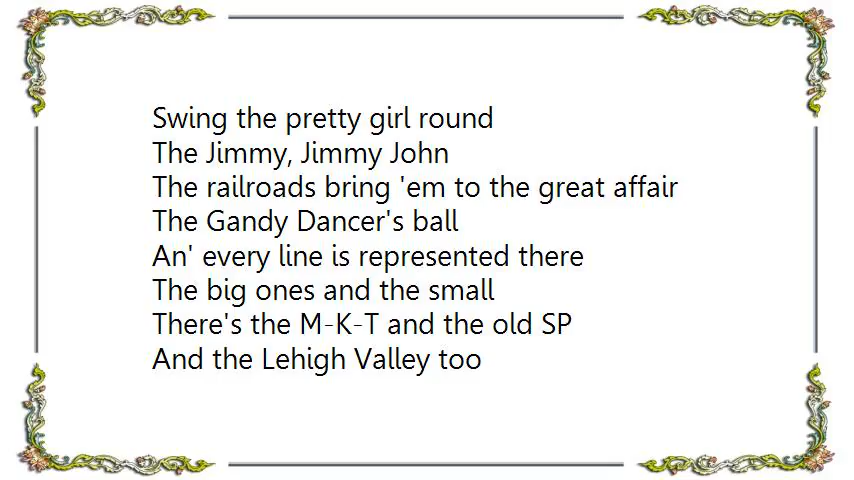 Swing the pretty girl round
The Jimmy, Jimmy John
The railroads bring 'em to the great affair
The Gandy Dancer's ball
An' every line is represented there
The big ones and the small
There's the M-K-T and the old SP
And the Lehigh Valley too